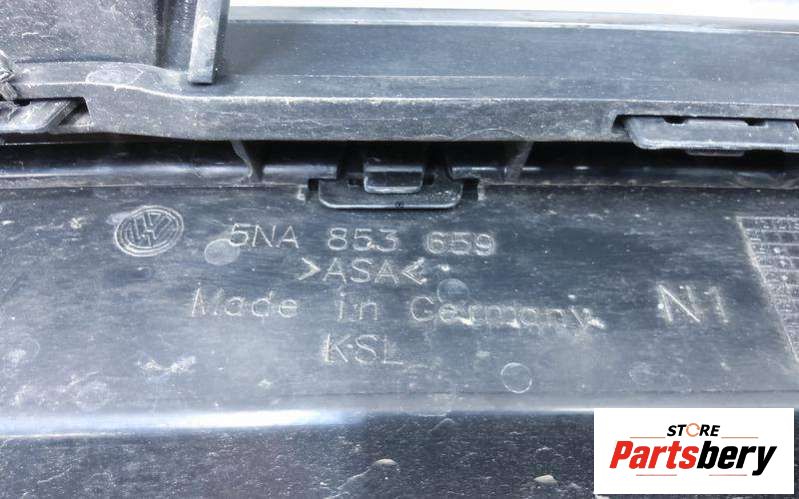 5NA 853 659
>ASA<
Made in Germany
N1
KSL
STORE
Partsbery